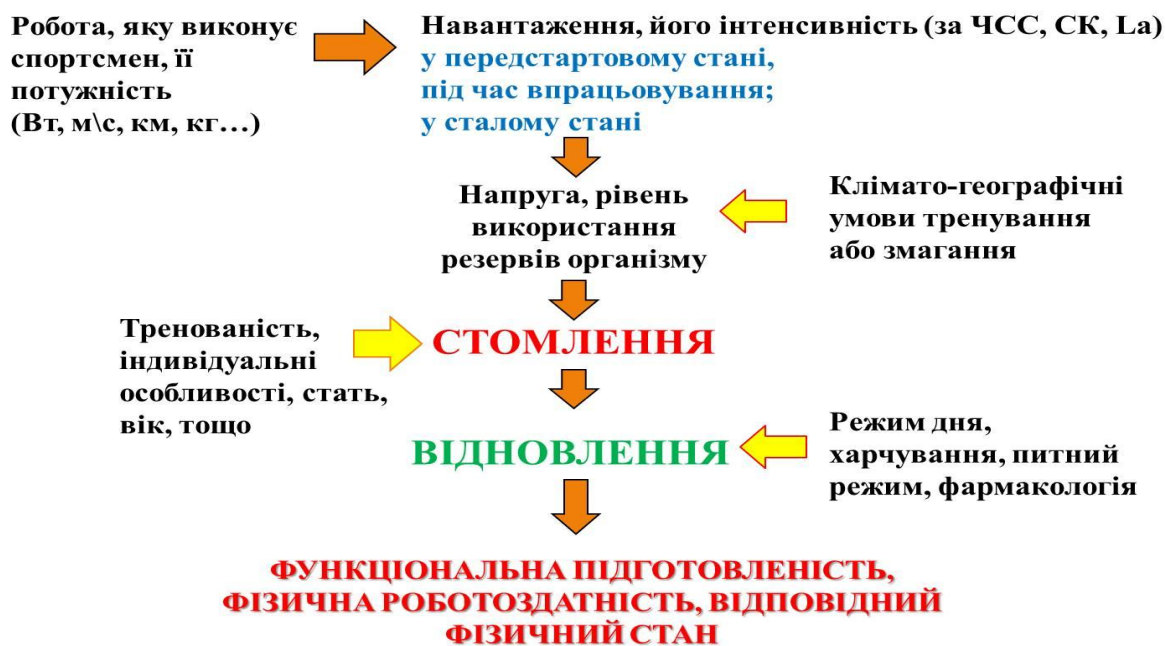 Робота, яку виконує
спортсмен, її
потужність
(Вт, м\с, км, кг…)
Навантаження, його інтенсивність (за ЧСС, СК, La)
у передстартовому стані,
під час впрацьовування;
у сталому стані
Напруга, рівень
використання
резервів організму
Клімато-географічні
умови тренування
або змагання
Тренованість,
індивідуальні
особливості, стать,
вік, тощо
СТОМЛЕННЯ
ВІДНОВЛЕННЯ
Режим дня,
харчування, питний
режим, фармакологія
ФУНКЦІОНАЛЬНА ПІДГОТОВЛЕНІСТЬ,
ФІЗИЧНА РОБОТОЗДАТНІСТЬ, ВІДПОВІДНИЙ
ФІЗИЧНИЙ СТАН